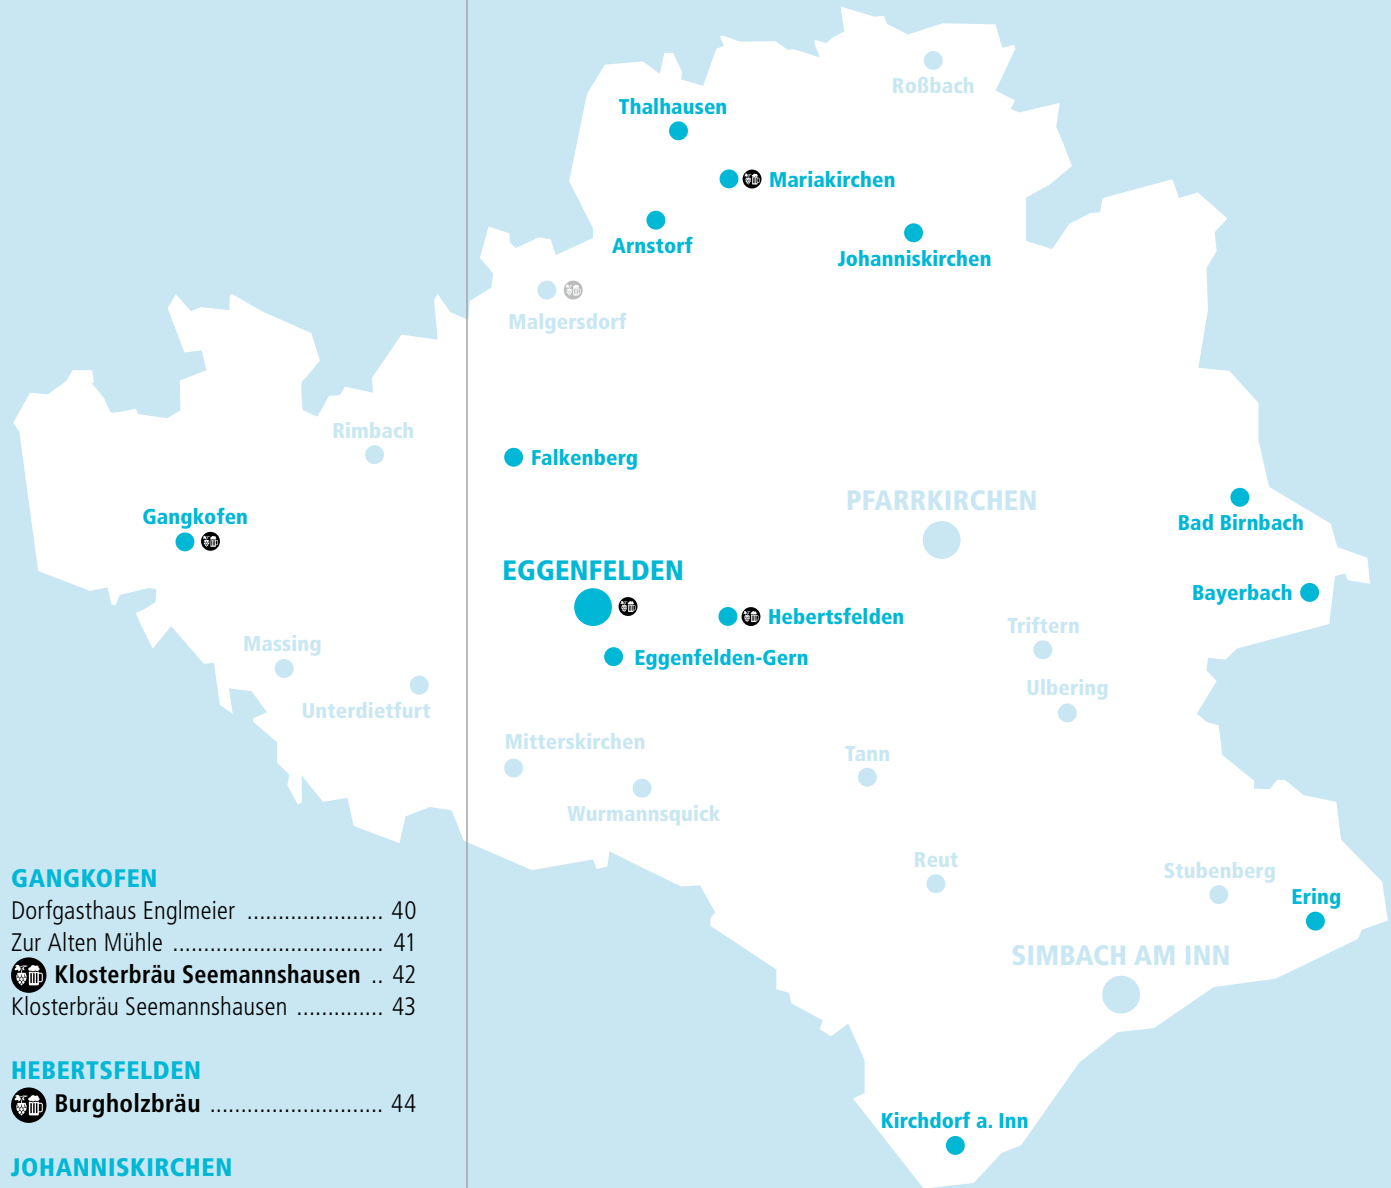 Roßbach
Thalhausen
Mariakirchen
Arnstorf
Johanniskirchen
Malgersdorf
Rimbach
Falkenberg
PFARRKIRCHEN
Gangkofen
Bad Birnbach
EGGENFELDEN
Bayerbach
Hebertsfelden
Triftern
Massing
Eggenfelden-Gern
Ulbering
Unterdietfurt
Mitterskirchen
Tann
Wurmannsquick
Reut
Stubenberg
Ering
SIMBACH AM INN
Kirchdorf a. Inn
GANGKOFEN
Dorfgasthaus Englmeier ...................... 40
Zur Alten Mühle .................................. 41
Klosterbräu Seemannshausen .. 42
Klosterbräu Seemannshausen .............. 43
HEBERTSFELDEN
Burgholzbräu ............................ 44
JOHANNISKIRCHEN